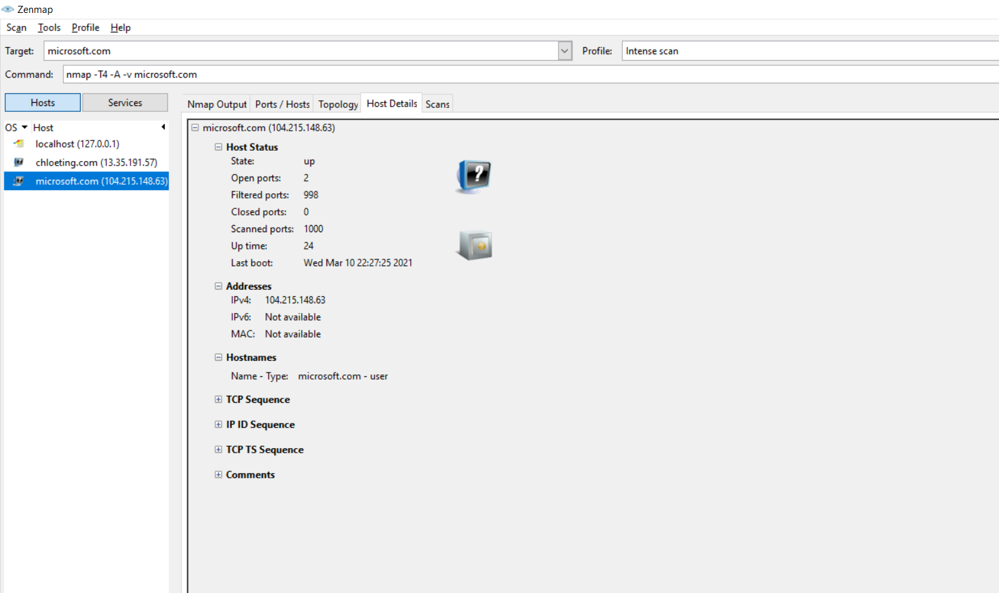 Zenmap
Scan Tools Profile Help
Target: microsoft.com Profile: Intense scan
Command: nmap -T4 -A -v microsoft.com
Hosts Services
OS Host
localhost (127.0.0.1)
chloeting.com (13.35.191.57)
microsoft.com (104.215.148.63)
Nmap Output Ports / Hosts Topology Host Details Scans
microsoft.com (104.215.148.63)
Host Status
State: up
Open ports: 2
Filtered ports: 998
Closed ports: 0
Scanned ports: 1000
Up time: 24
Last boot: Wed Mar 10 22:27:25 2021
?
Addresses
IPv4: 104.215.148.63
IPv6: Not available
MAC: Not available
Hostnames
Name - Type: microsoft.com - user
TCP Sequence
IP ID Sequence
TCP TS Sequence
Comments